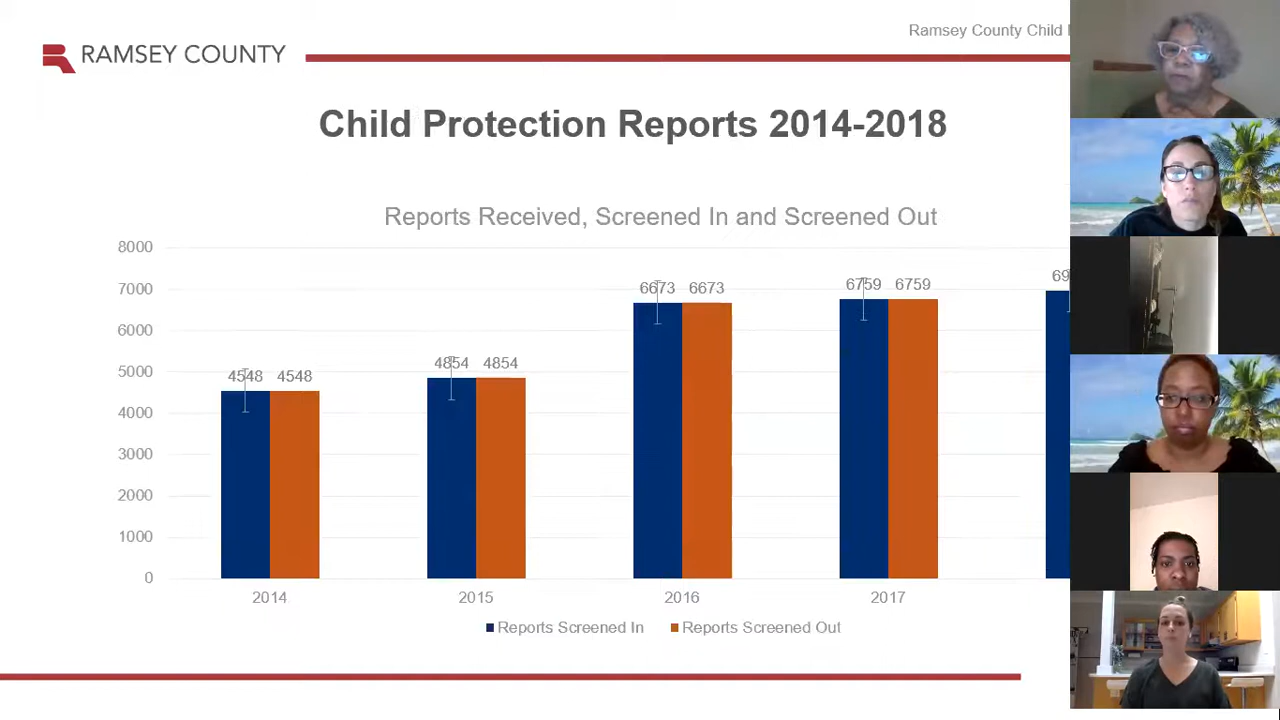 Ramsey County Child
RAMSEY COUNTY
Child Protection Reports 2014-2018
Reports Received, Screened In and Screened Out
8000
7000
6000
5000
4000
3000
2000
1000
0
4548 4548
4854 4854
6673 6673
6759 6759
69
2014 2015 2016 2017
Reports Screened In Reports Screened Out